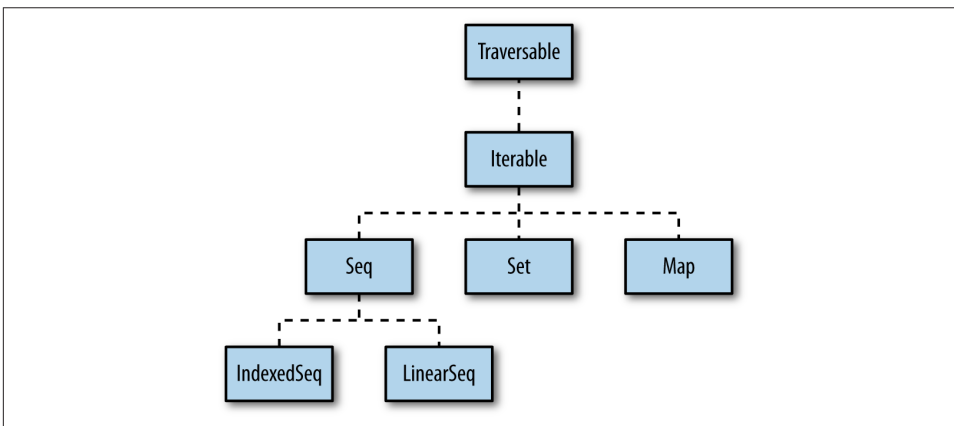 Traversable
Iterable
Seq
Set
Map
IndexedSeq
LinearSeq